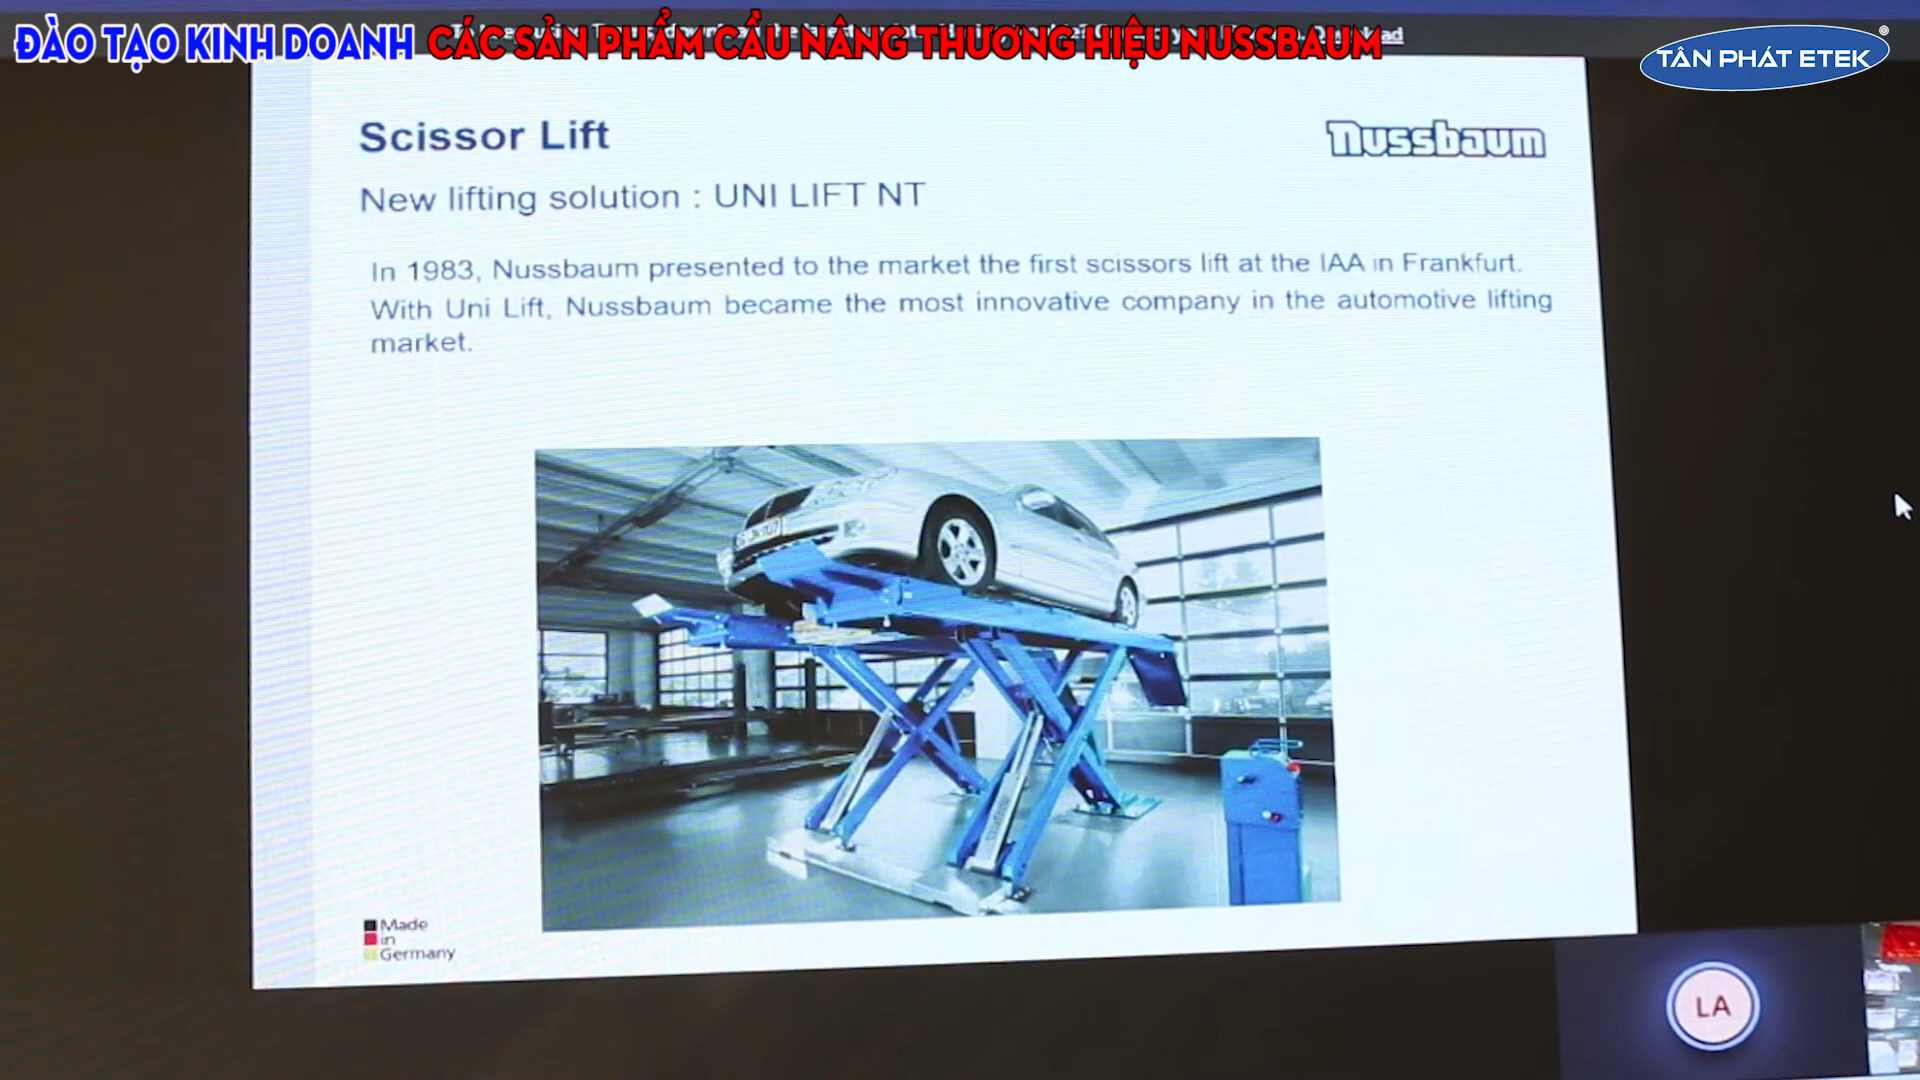 ĐÀO TẠO KINH DOANH CÁC SẢN PHẨM CẦU NÂNG THƯƠNG HIỆU NUSSBAUM
TÂN PHÁT ETEK
Scissor Lift
Nussbaum
New lifting solution : UNI LIFT NT
In 1983, Nussbaum presented to the market the first scissors lift at the IAA in Frankfurt.
With Uni Lift, Nussbaum became the most innovative company in the automotive lifting
market.
Made
in
Germany
LA